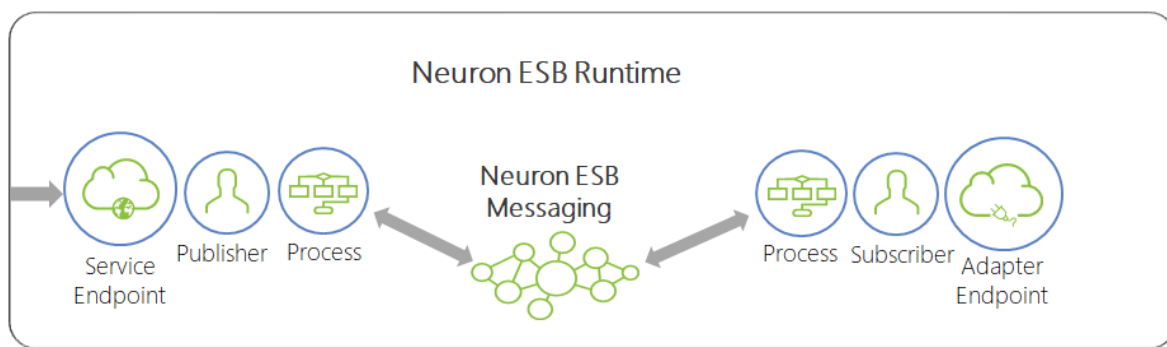 Neuron ESB Runtime
Neuron ESB
Messaging
Service
Endpoint
Publisher
Process
Process
Subscriber
Adapter
Endpoint